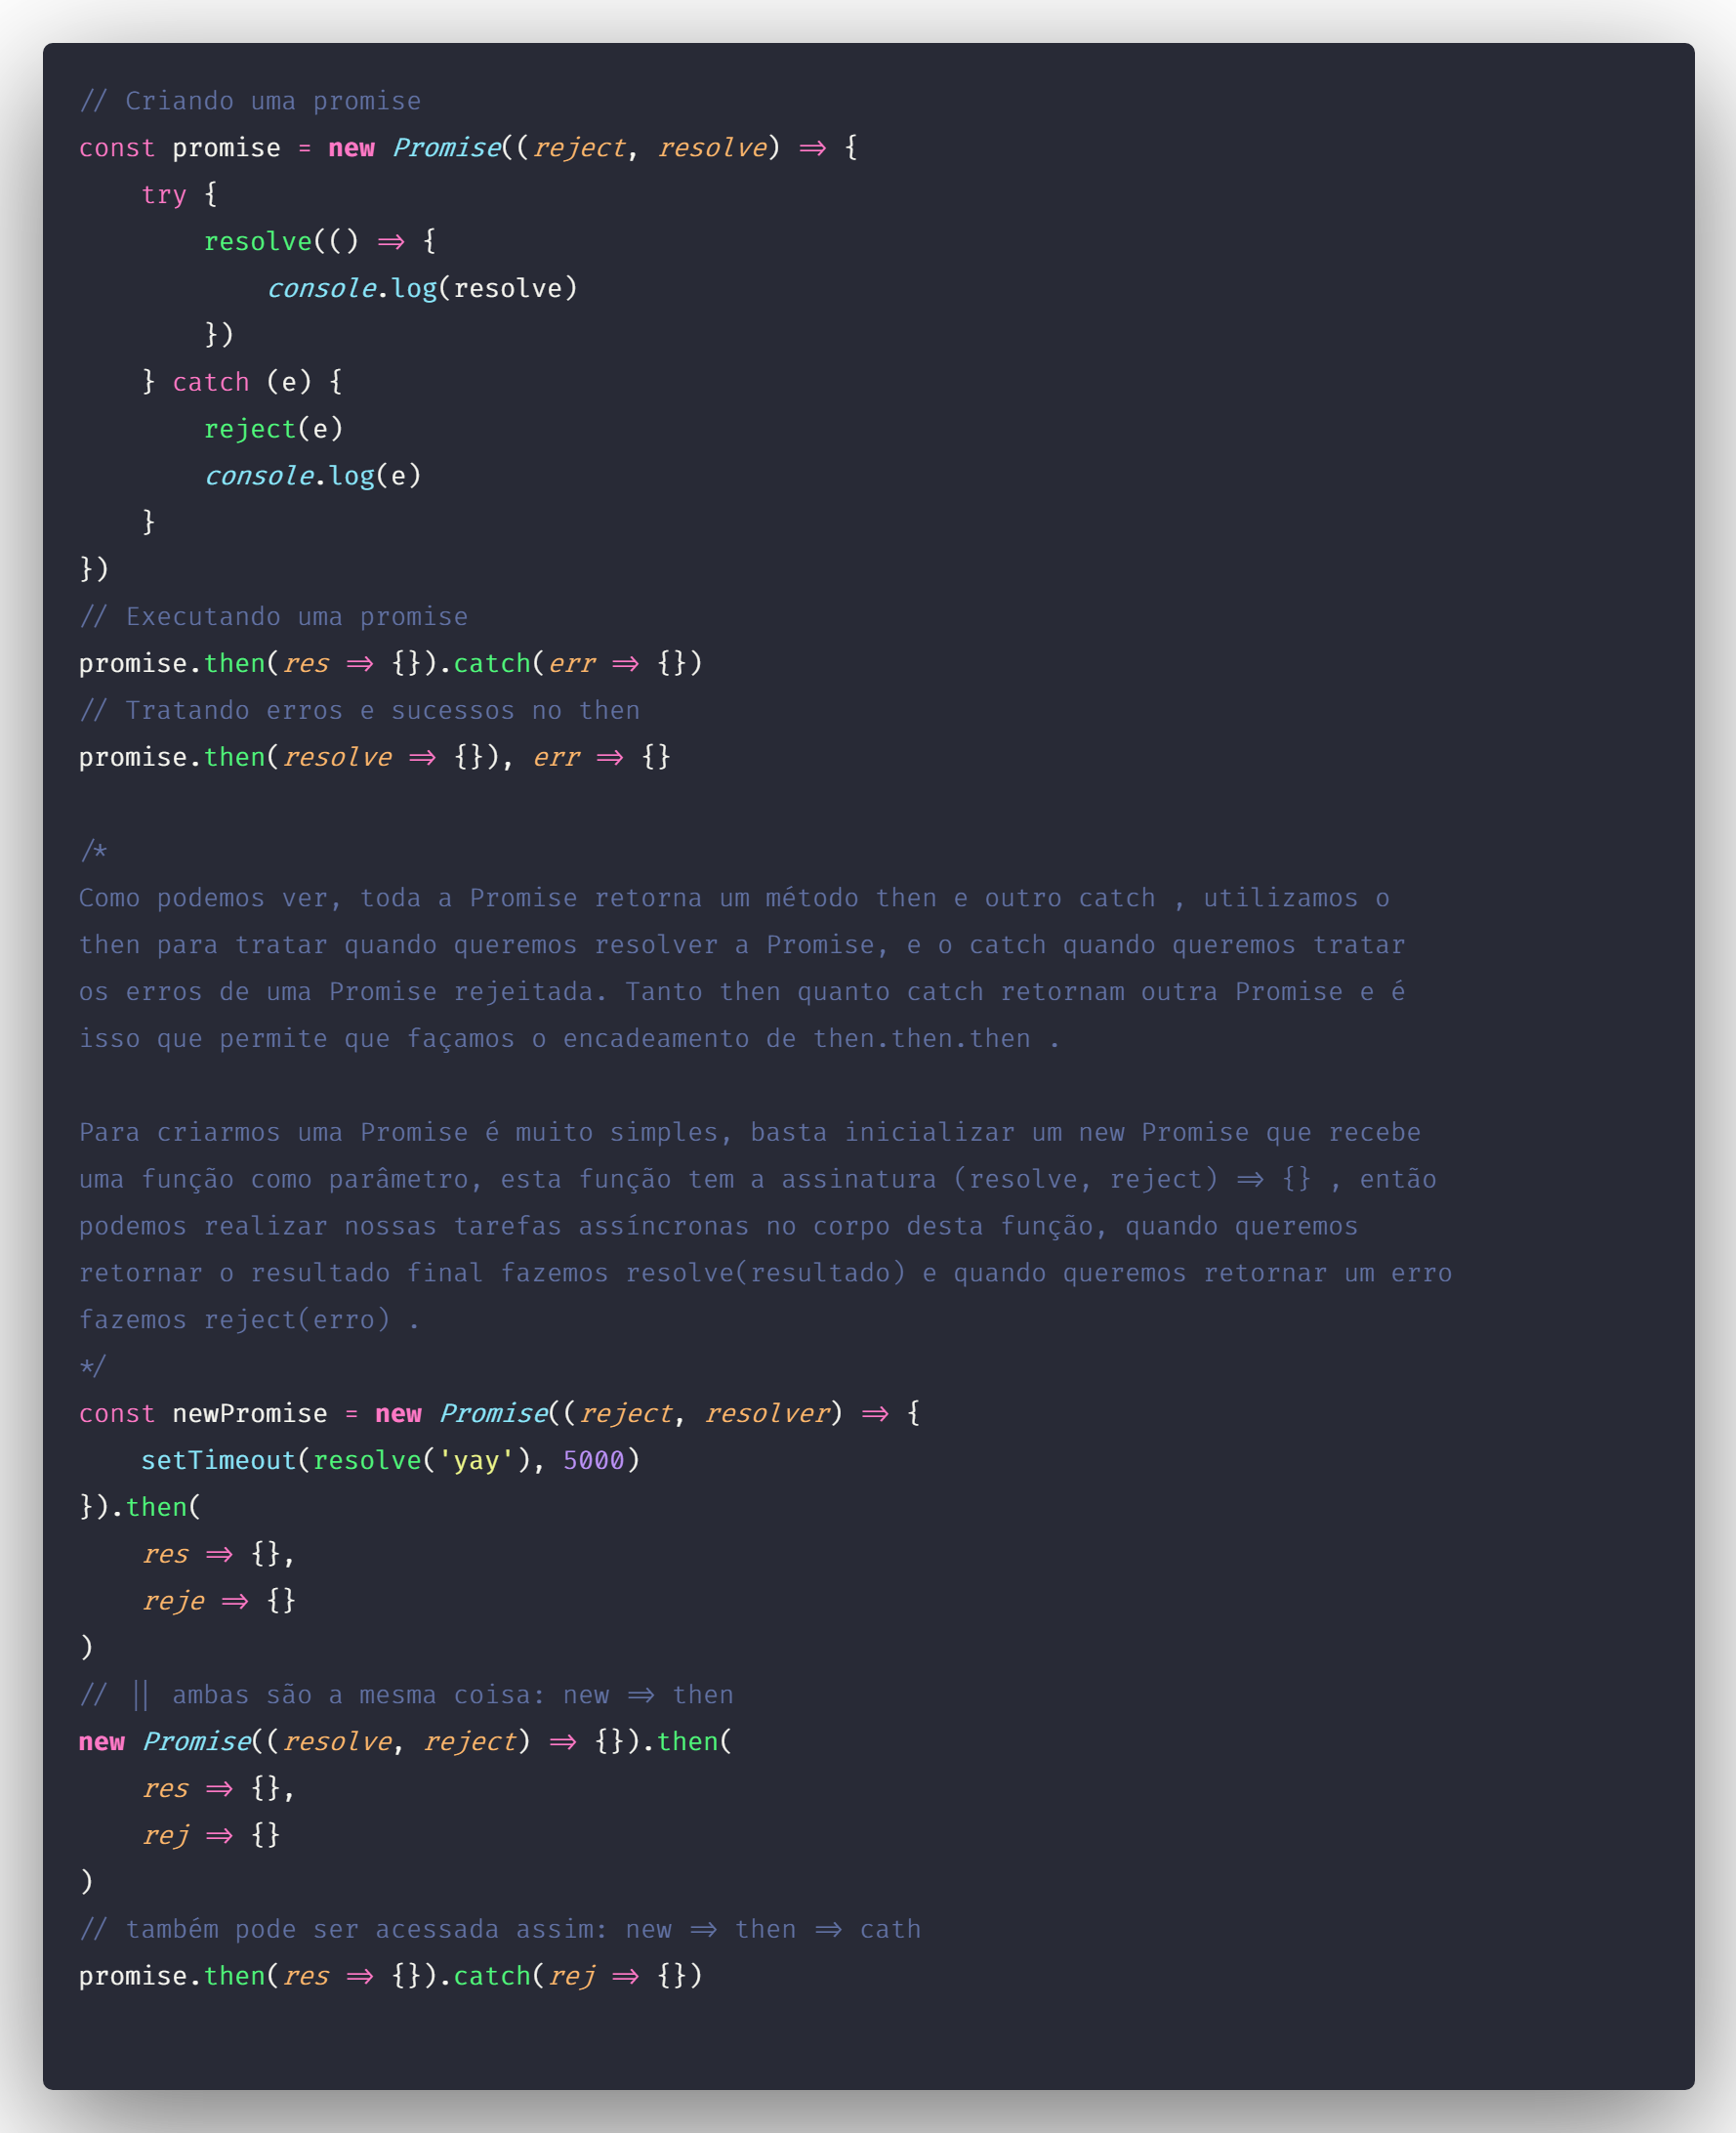 // Criando uma promise
const promise = new Promise((reject, resolve) => {
    try {
        resolve(() => {
            console.log(resolve)
        })
    } catch (e) {
        reject(e)
        console.log(e)
    }
})
// Executando uma promise
promise.then(res => {}).catch(err => {})
// Tratando erros e sucessos no then
promise.then(resolve => {}), err => {}

/*
Como podemos ver, toda a Promise retorna um método then e outro catch , utilizamos o
then para tratar quando queremos resolver a Promise, e o catch quando queremos tratar
os erros de uma Promise rejeitada. Tanto then quanto catch retornam outra Promise e é
isso que permite que façamos o encadeamento de then.then.then .

Para criarmos uma Promise é muito simples, basta inicializar um new Promise que recebe
uma função como parâmetro, esta função tem a assinatura (resolve, reject) => {} , então
podemos realizar nossas tarefas assíncronas no corpo desta função, quando queremos
retornar o resultado final fazemos resolve(resultado) e quando queremos retornar um erro
fazemos reject(erro) .
*/
const newPromise = new Promise((reject, resolver) => {
    setTimeout(resolve('yay'), 5000)
}).then(
    res => {},
    reje => {}
)
// || ambas são a mesma coisa: new => then
new Promise((resolve, reject) => {}).then(
    res => {},
    rej => {}
)
// também pode ser acessada assim: new => then => cath
promise.then(res => {}).catch(rej => {})